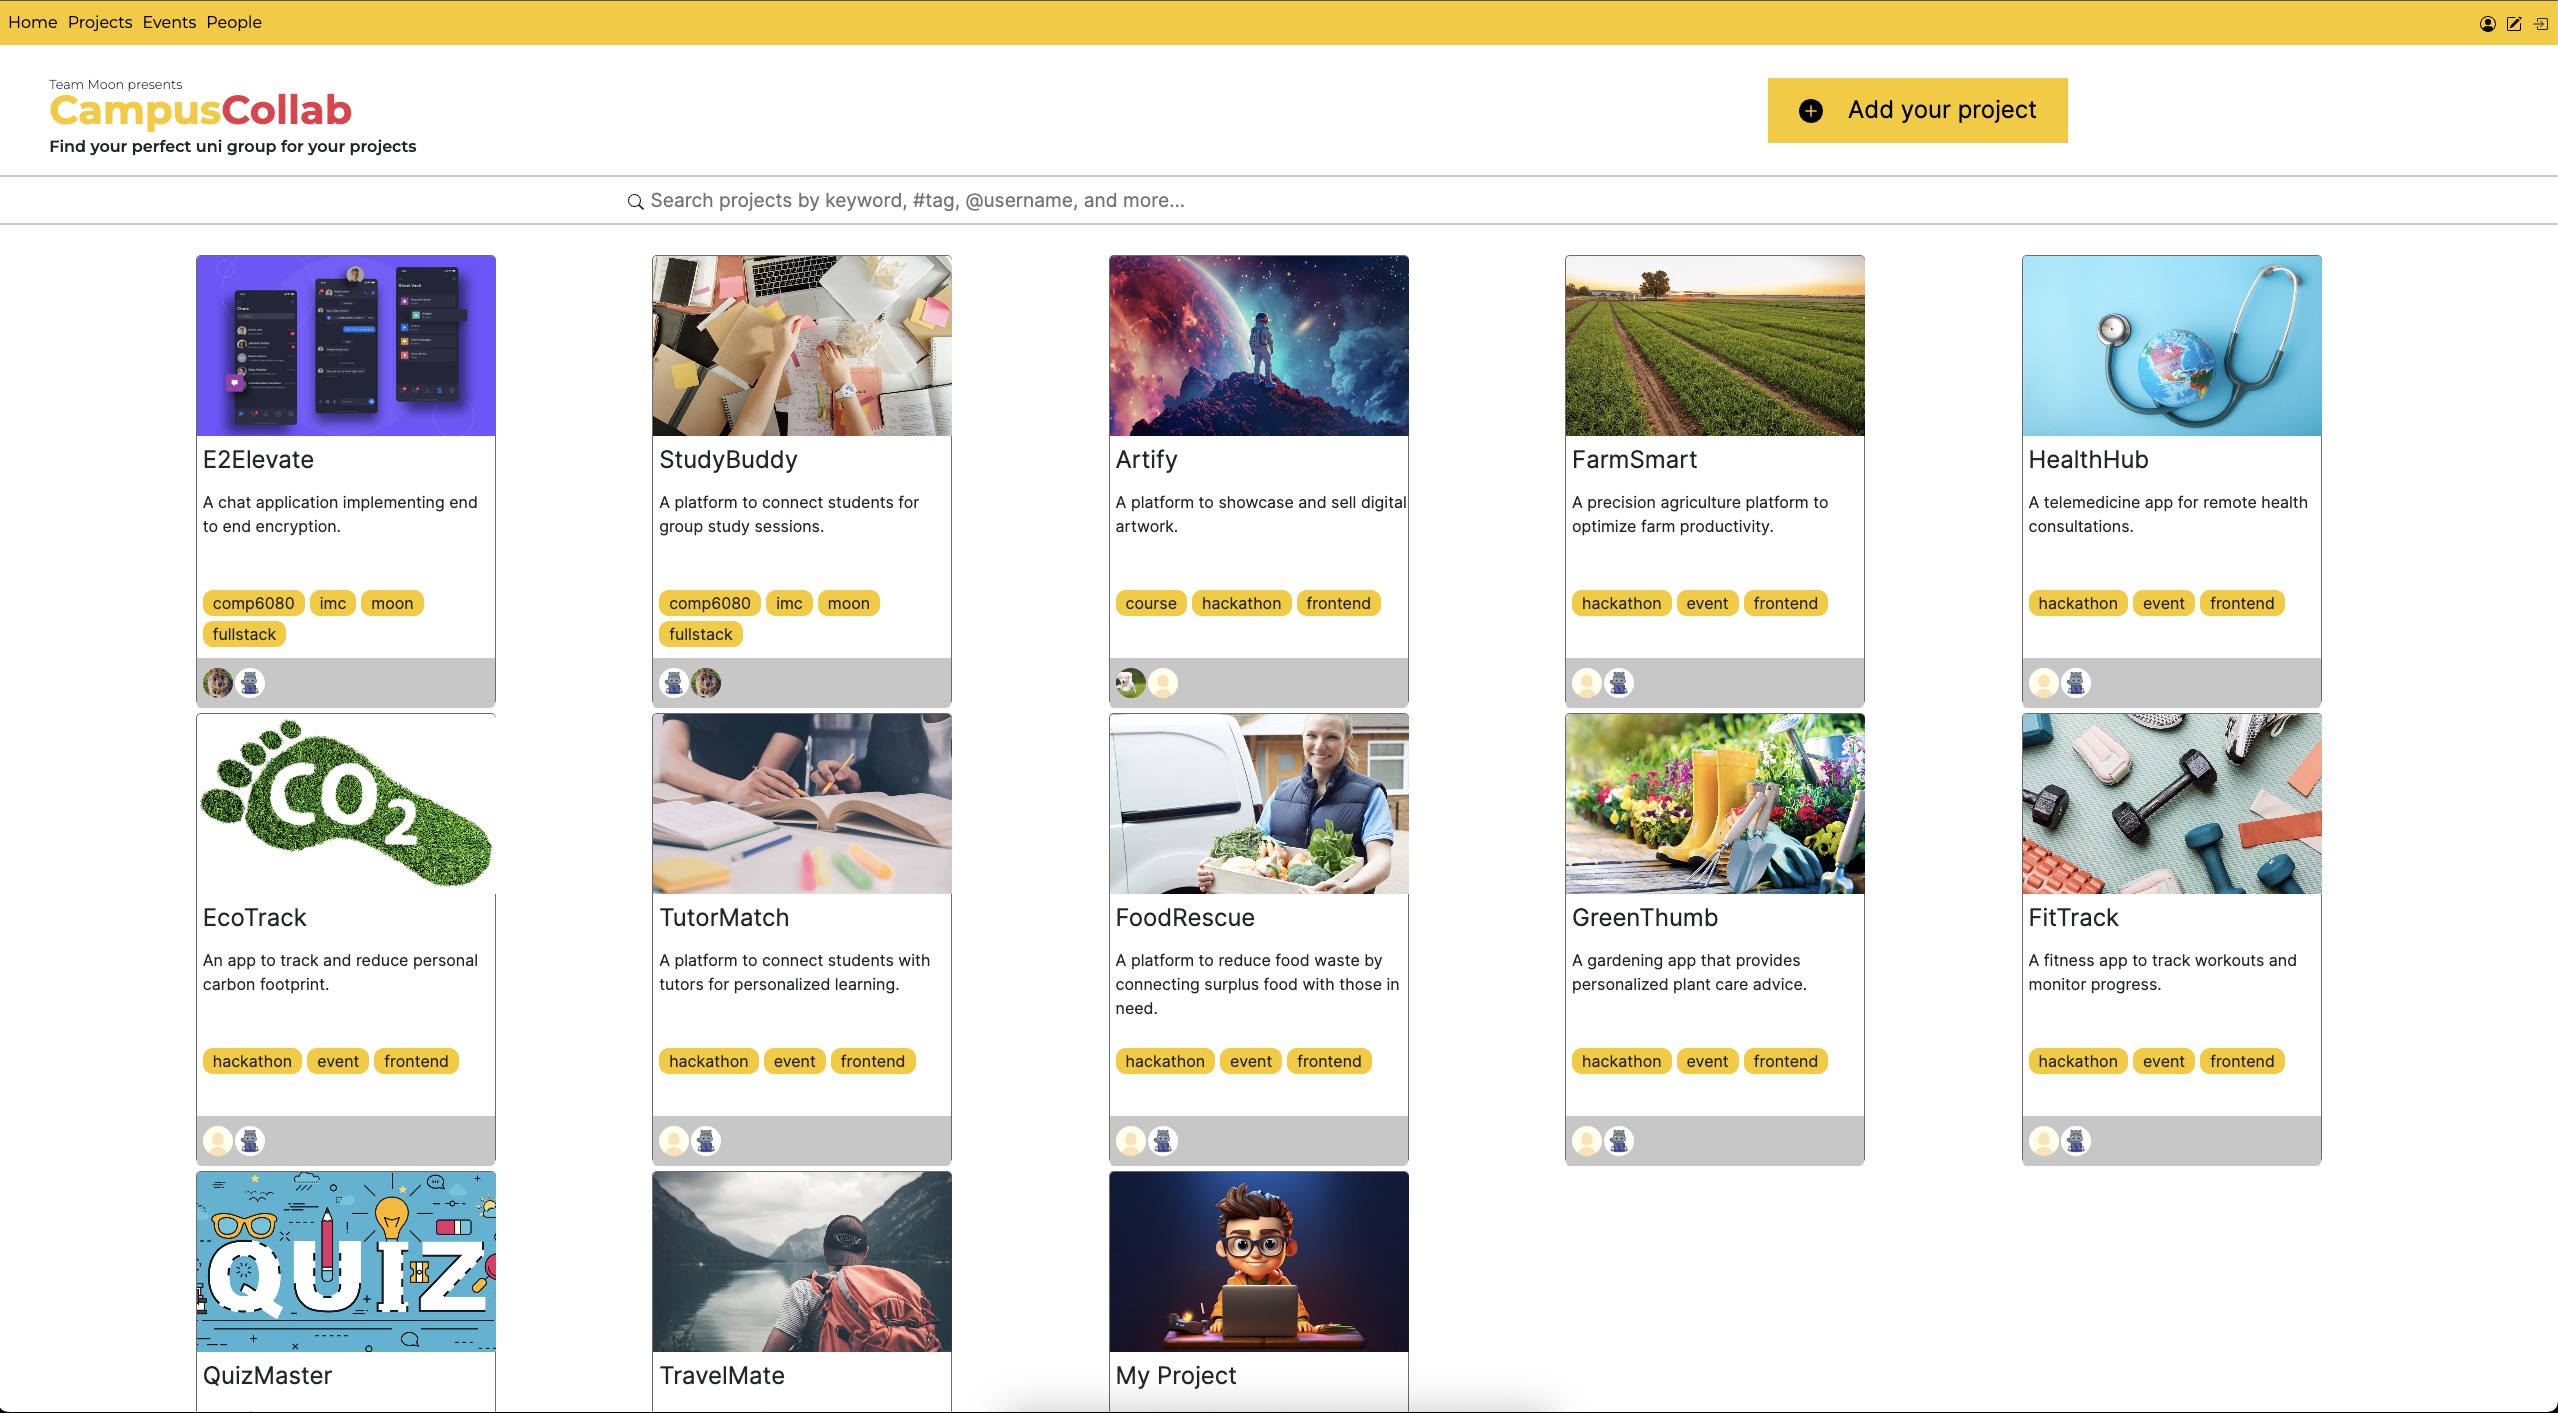 Home Projects Events People
Team Moon presents
CampusCollab
Find your perfect uni group for your projects
Add your project
Search projects by keyword, #tag, @username, and more...
E2Elevate
A chat application implementing end
to end encryption.
comp6080 imc moon
fullstack
StudyBuddy
A platform to connect students for
group study sessions.
comp6080 imc moon
fullstack
Artify
A platform to showcase and sell digital
artwork.
course hackathon frontend
FarmSmart
A precision agriculture platform to
optimize farm productivity.
hackathon event frontend
HealthHub
A telemedicine app for remote health
consultations.
hackathon event frontend
CO2
EcoTrack
An app to track and reduce personal
carbon footprint.
hackathon event frontend
TutorMatch
A platform to connect students with
tutors for personalized learning.
hackathon event frontend
FoodRescue
A platform to reduce food waste by
connecting surplus food with those in
need.
hackathon event frontend
GreenThumb
A gardening app that provides
personalized plant care advice.
hackathon event frontend
FitTrack
A fitness app to track workouts and
monitor progress.
hackathon event frontend
QUIZ
QuizMaster
TravelMate
My Project